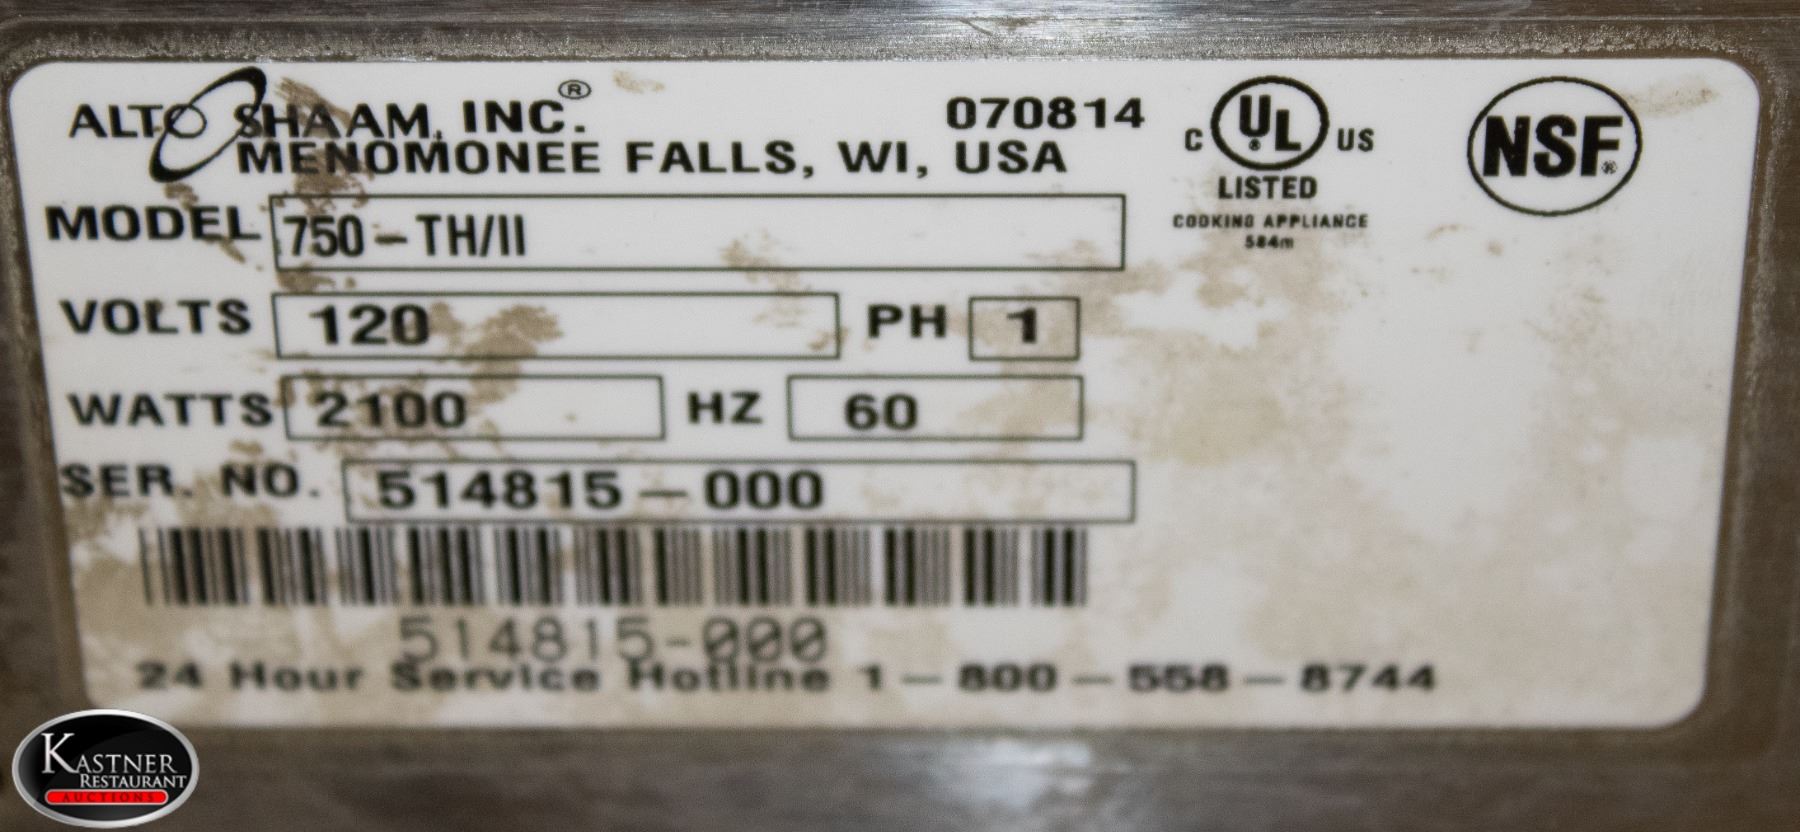 ALTO SHAAM, INC.® 070814
MENOMONEE FALLS, WI, USA
C UL® US
LISTED
COOKING APPLIANCE
584m
NSF®
MODEL 750-TH/II
VOLTS 120 PH 1
WATTS 2100 HZ 60
SER. NO. 514815-000
514815-000
24 Hour Service Hotline 1-800-558-8744
KASTNER
RESTAURANT
AUCTIONS